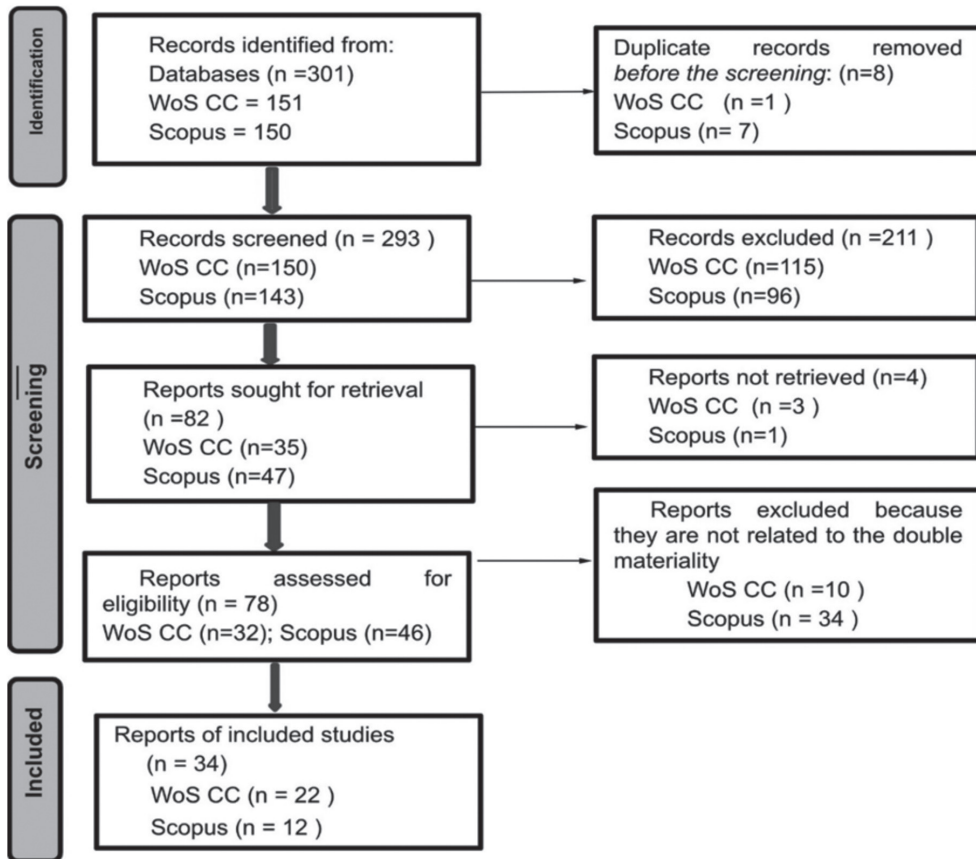 Identification
Records identified from:
Databases (n =301)
WoS CC = 151
Scopus = 150
Duplicate records removed
before the screening: (n=8)
WoS CC (n =1 )
Scopus (n= 7)
Screening
Records screened (n = 293 )
WoS CC (n=150)
Scopus (n=143)
Records excluded (n =211 )
WoS CC (n=115)
Scopus (n=96)
Reports sought for retrieval
(n =82 )
WoS CC (n=35)
Scopus (n=47)
Reports not retrieved (n=4)
WoS CC (n =3 )
Scopus (n=1)
Reports assessed for
eligibility (n = 78)
WoS CC (n=32); Scopus (n=46)
Reports excluded because
they are not related to the double
materiality
WoS CC (n =10 )
Scopus (n = 34 )
Included
Reports of included studies
(n = 34)
WoS CC (n = 22 )
Scopus (n = 12 )